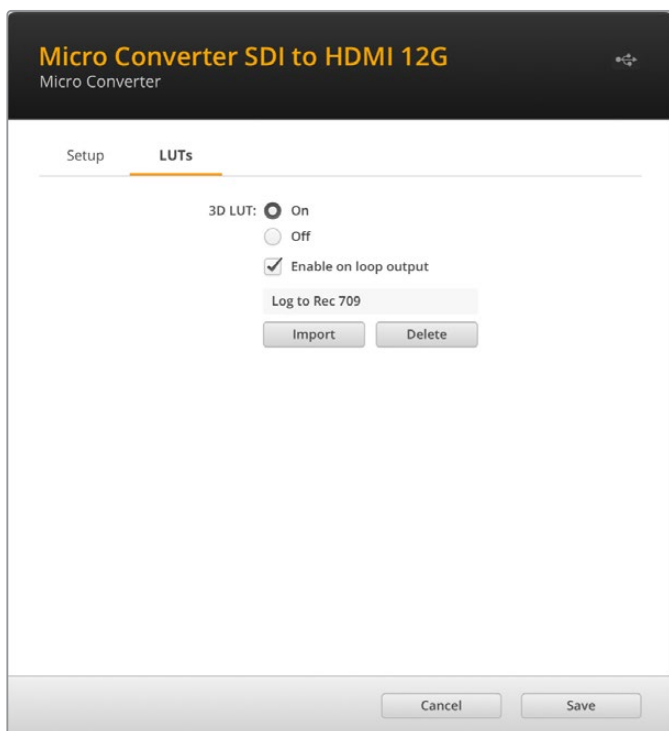 Micro Converter SDI to HDMI 12G
Micro Converter
Setup LUTs
3D LUT: On
Off
Enable on loop output
Log to Rec 709
Import Delete
Cancel Save